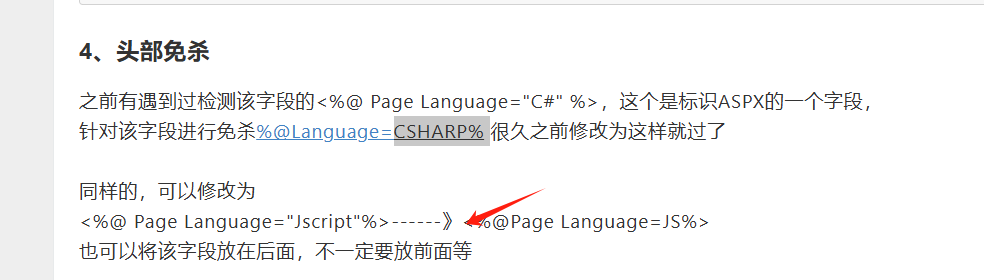 4、头部免杀
之前有遇到过检测该字段的<%@ Page Language="C#" %>，这个是标识ASPX的一个字段，
针对该字段进行免杀%@Language=CSHARP% 很久之前修改为这样就过了
同样的，可以修改为
<%@ Page Language="Jscript"%>------》<%@Page Language=JS%>
也可以将该字段放在后面，不一定要放前面等